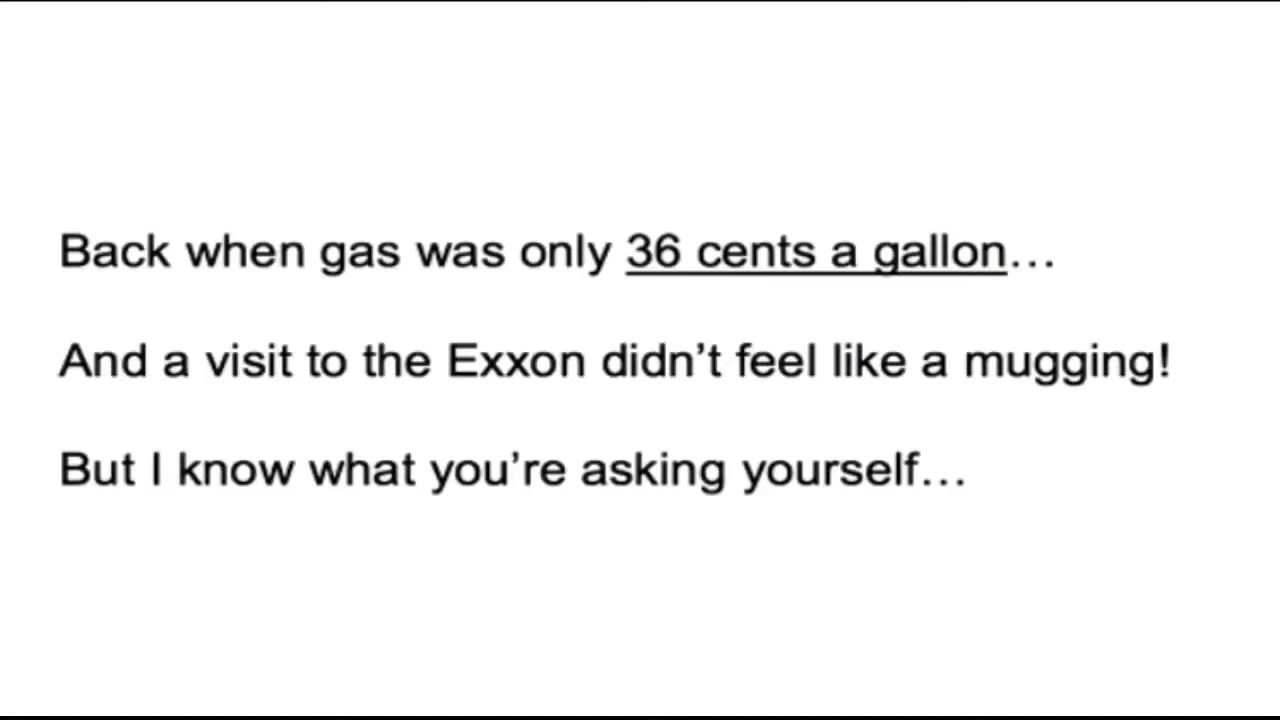 Back when gas was only 36 cents a gallon…
And a visit to the Exxon didn’t feel like a mugging!
But I know what you’re asking yourself…